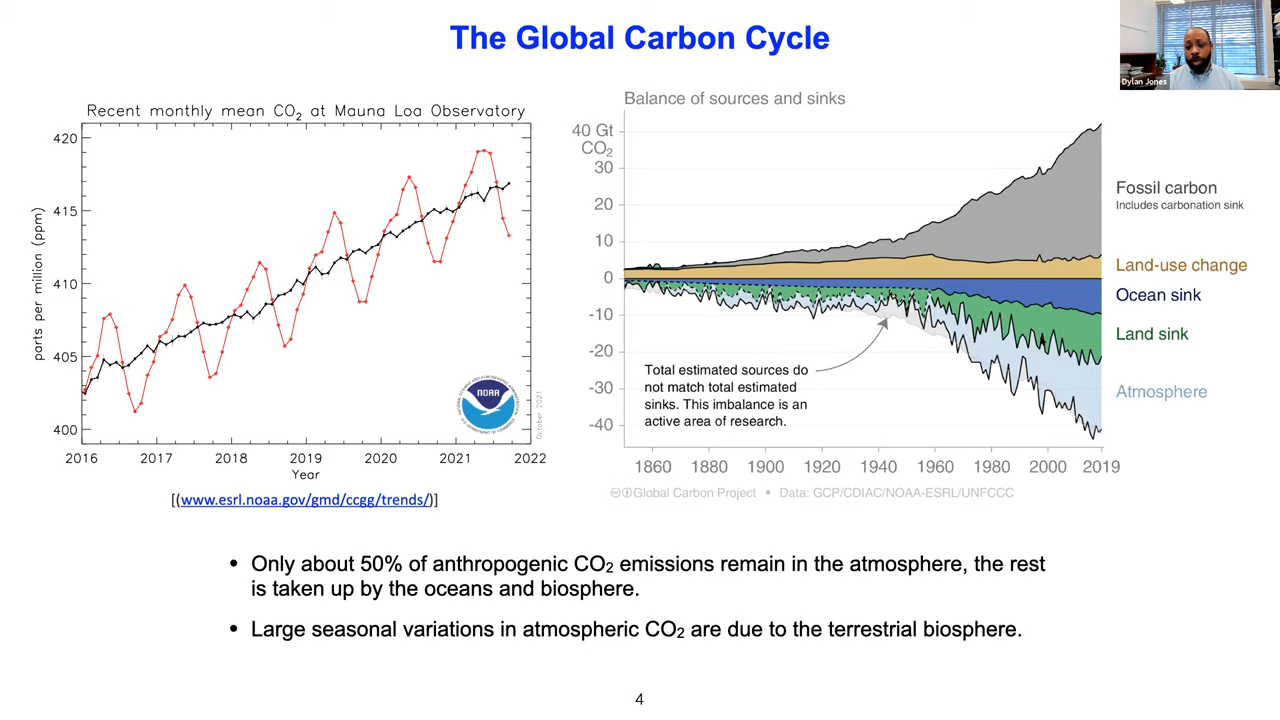 The Global Carbon Cycle
Dylan Jones
Recent monthly mean CO₂ at Mauna Loa Observatory
420
415
410
405
400
parts per million (ppm)
2016 2017 2018 2019 2020 2021 2022
Year
NOAA
October 2021
[(www.esrl.noaa.gov/gmd/ccgg/trends/)]
Balance of sources and sinks
40 Gt
CO₂
30
20
10
0
-10
-20
-30
-40
Total estimated sources do
not match total estimated
sinks. This imbalance is an
active area of research.
1860 1880 1900 1920 1940 1960 1980 2000 2019
Fossil carbon
Includes carbonation sink
Land-use change
Ocean sink
Land sink
Atmosphere
Global Carbon Project • Data: GCP/CDIAC/NOAA-ESRL/UNFCCC
• Only about 50% of anthropogenic CO₂ emissions remain in the atmosphere, the rest
is taken up by the oceans and biosphere.
• Large seasonal variations in atmospheric CO₂ are due to the terrestrial biosphere.
4